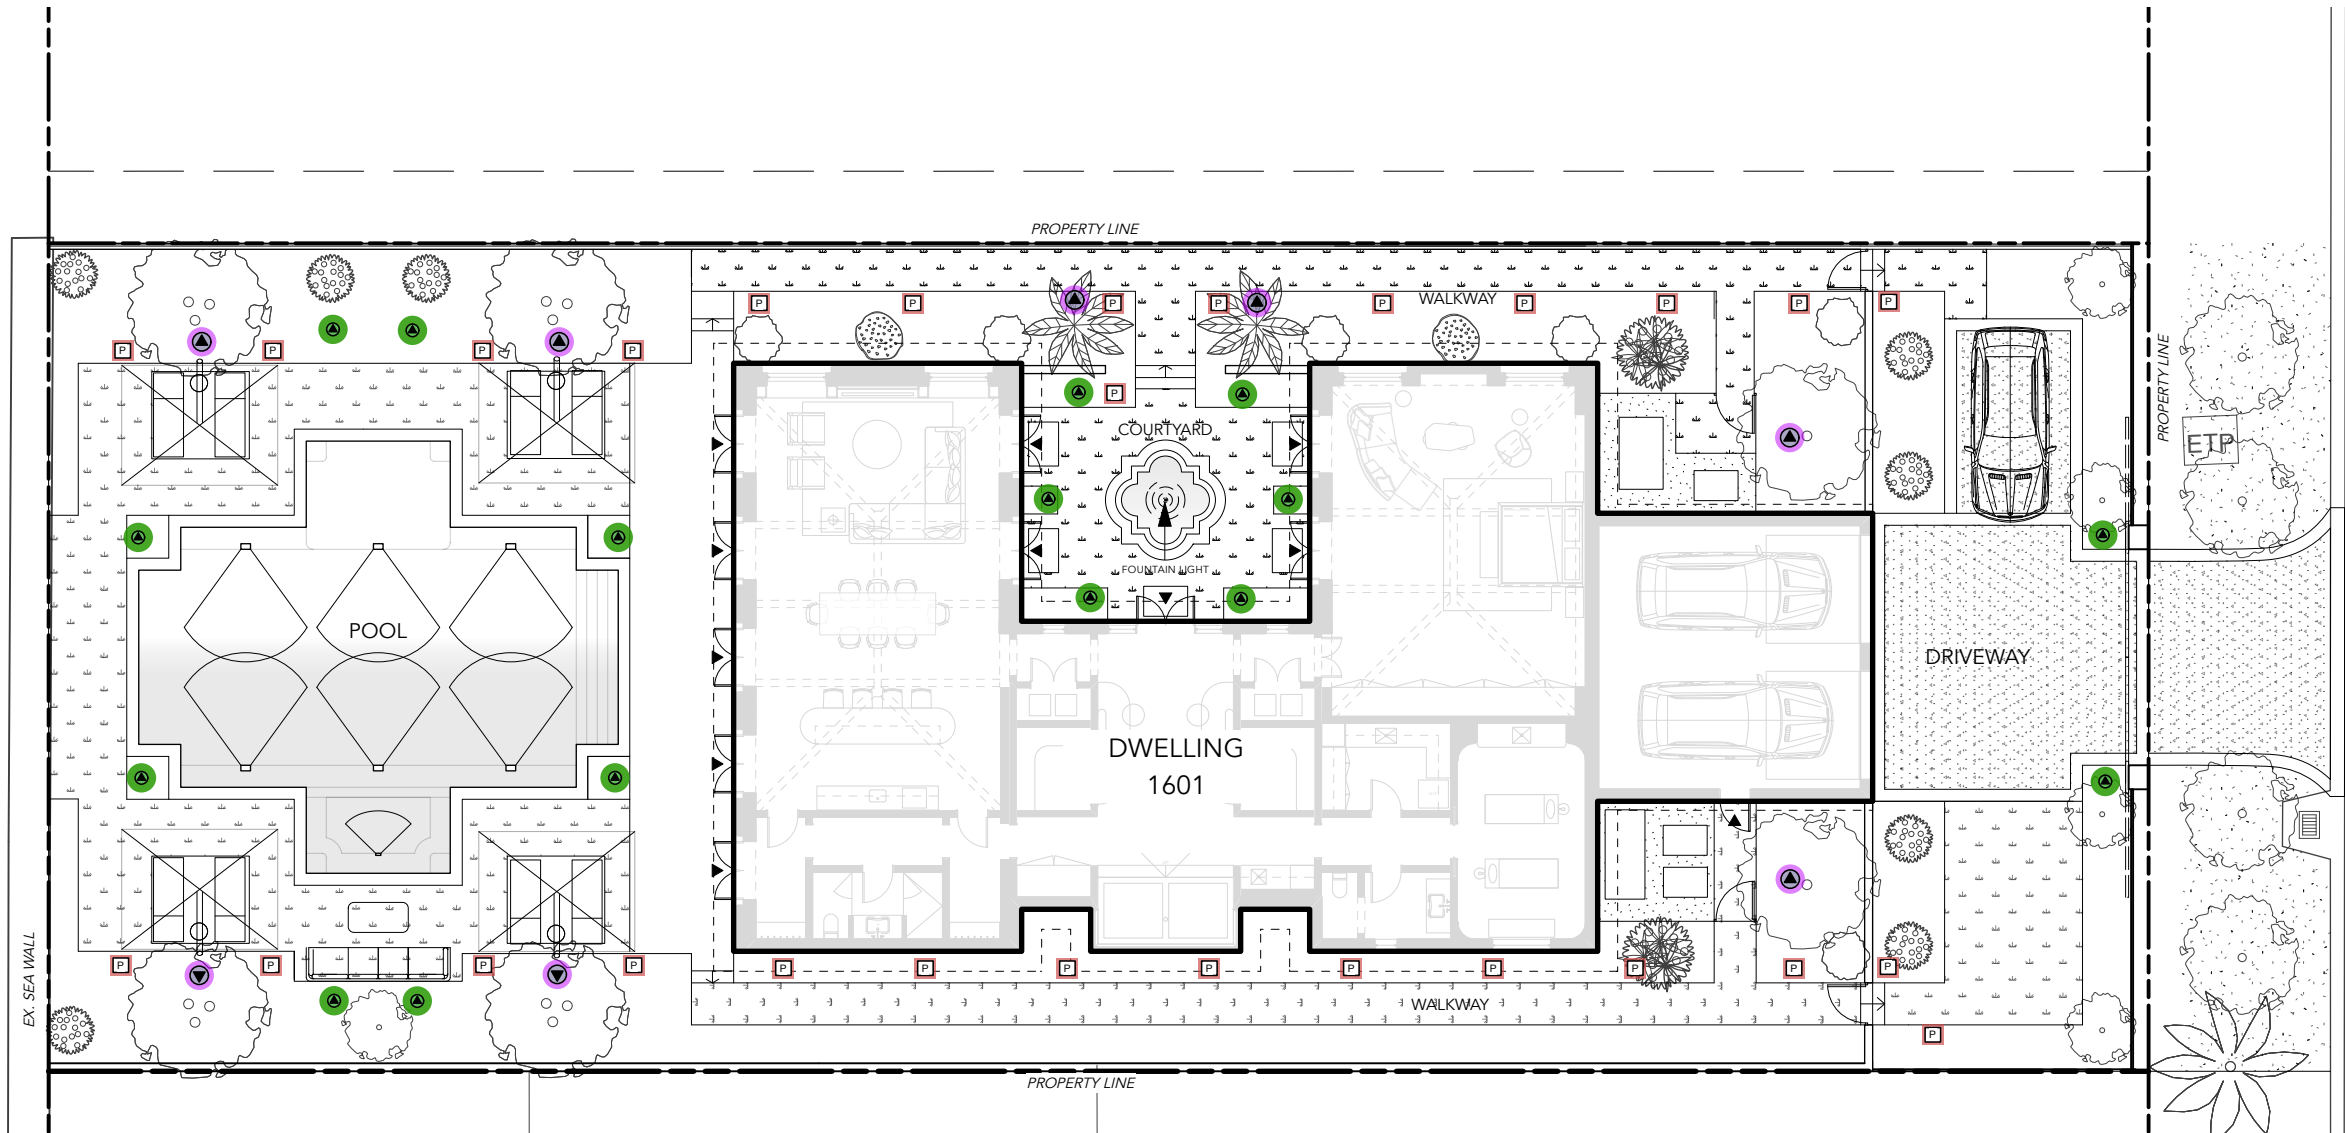 PROPERTY LINE
P P P P WALKWAY P P P P P
P P P P
PROPERTY LINE
P
COURTYARD
ETP
FOUNTAIN LIGHT
POOL
DRIVEWAY
DWELLING
1601
EX. SEA WALL
P P P P P P P P P P P P P
WALKWAY
P
PROPERTY LINE